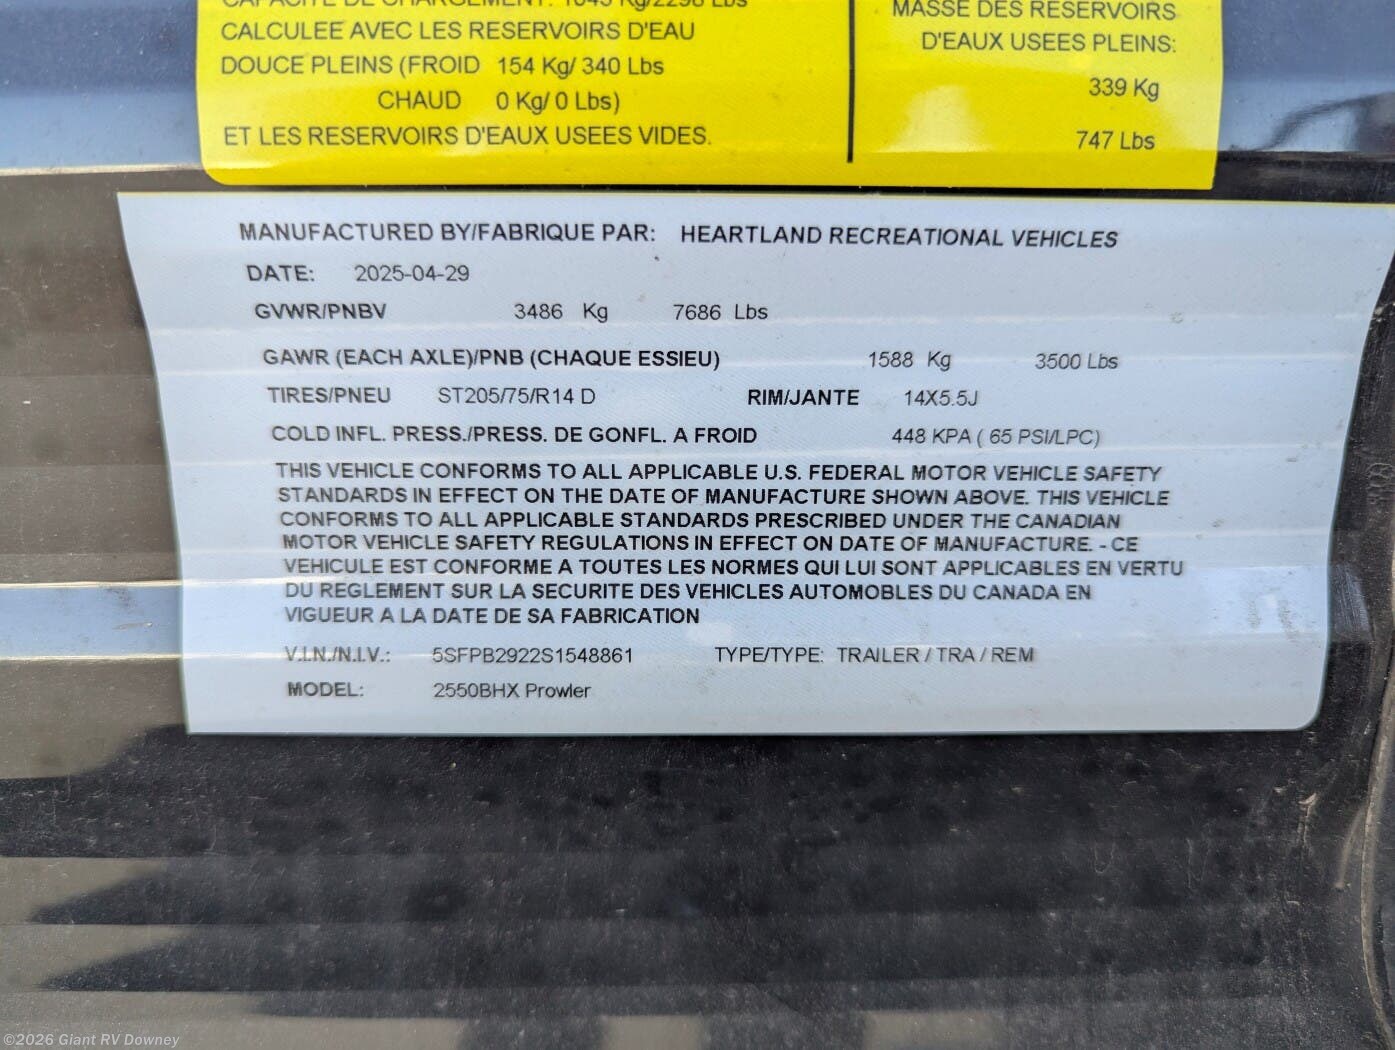 CAPACITE DE CHARGEMENT: 1043 Kg/2298 Lbs
CALCULEE AVEC LES RESERVOIRS D'EAU
DOUCE PLEINS (FROID 154 Kg/ 340 Lbs
CHAUD 0 Kg/ 0 Lbs)
ET LES RESERVOIRS D'EAUX USEES VIDES.
MASSE DES RESERVOIRS
D'EAUX USEES PLEINS:
339 Kg
747 Lbs
MANUFACTURED BY/FABRIQUE PAR: HEARTLAND RECREATIONAL VEHICLES
DATE: 2025-04-29
GVWR/PNBV 3486 Kg 7686 Lbs
GAWR (EACH AXLE)/PNB (CHAQUE ESSIEU) 1588 Kg 3500 Lbs
TIRES/PNEU ST205/75/R14 D RIM/JANTE 14X5.5J
COLD INFL. PRESS./PRESS. DE GONFL. A FROID 448 KPA ( 65 PSI/LPC)
THIS VEHICLE CONFORMS TO ALL APPLICABLE U.S. FEDERAL MOTOR VEHICLE SAFETY
STANDARDS IN EFFECT ON THE DATE OF MANUFACTURE SHOWN ABOVE. THIS VEHICLE
CONFORMS TO ALL APPLICABLE STANDARDS PRESCRIBED UNDER THE CANADIAN
MOTOR VEHICLE SAFETY REGULATIONS IN EFFECT ON DATE OF MANUFACTURE. - CE
VEHICULE EST CONFORME A TOUTES LES NORMES QUI LUI SONT APPLICABLES EN VERTU
DU REGLEMENT SUR LA SECURITE DES VEHICLES AUTOMOBLES DU CANADA EN
VIGUEUR A LA DATE DE SA FABRICATION
V.I.N./N.I.V.: 5SFPB2922S1548861 TYPE/TYPE: TRAILER / TRA / REM
MODEL: 2550BHX Prowler
©2026 Giant RV Downey